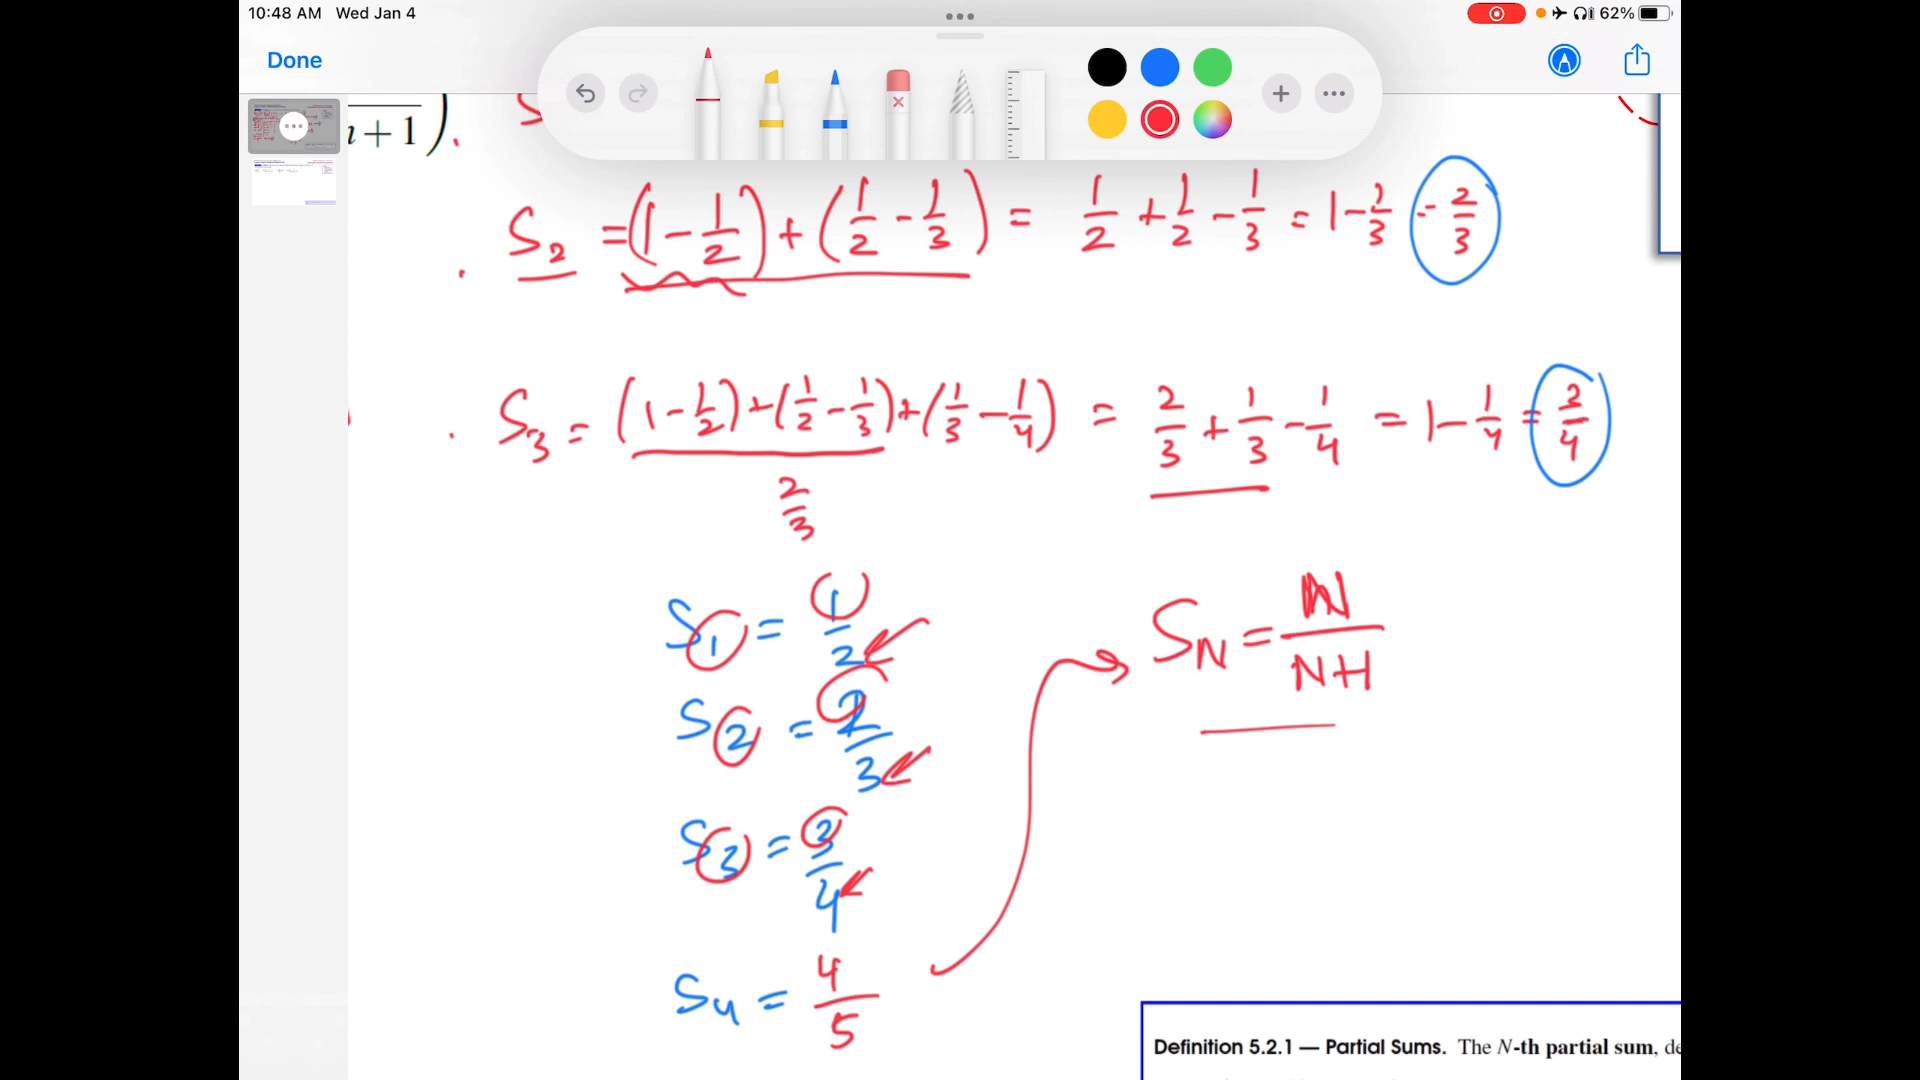 10:48 AM Wed Jan 4
62%
Done
n + 1 ) .
S
. S₂ = (1 - 1/2) + (1/2 - 1/3) = 1/2 + 1/2 - 1/3 = 1 - 1/3 = 2/3
. S₃ = (1 - 1/2) + (1/2 - 1/3) + (1/3 - 1/4) = 2/3 + 1/3 - 1/4 = 1 - 1/4 = 3/4
2/3
S₁ = 1/2
S₂ = 2/3
S₃ = 3/4
S₄ = 4/5
S_N = N/(N+1)
Definition 5.2.1 — Partial Sums. The N-th partial sum, de